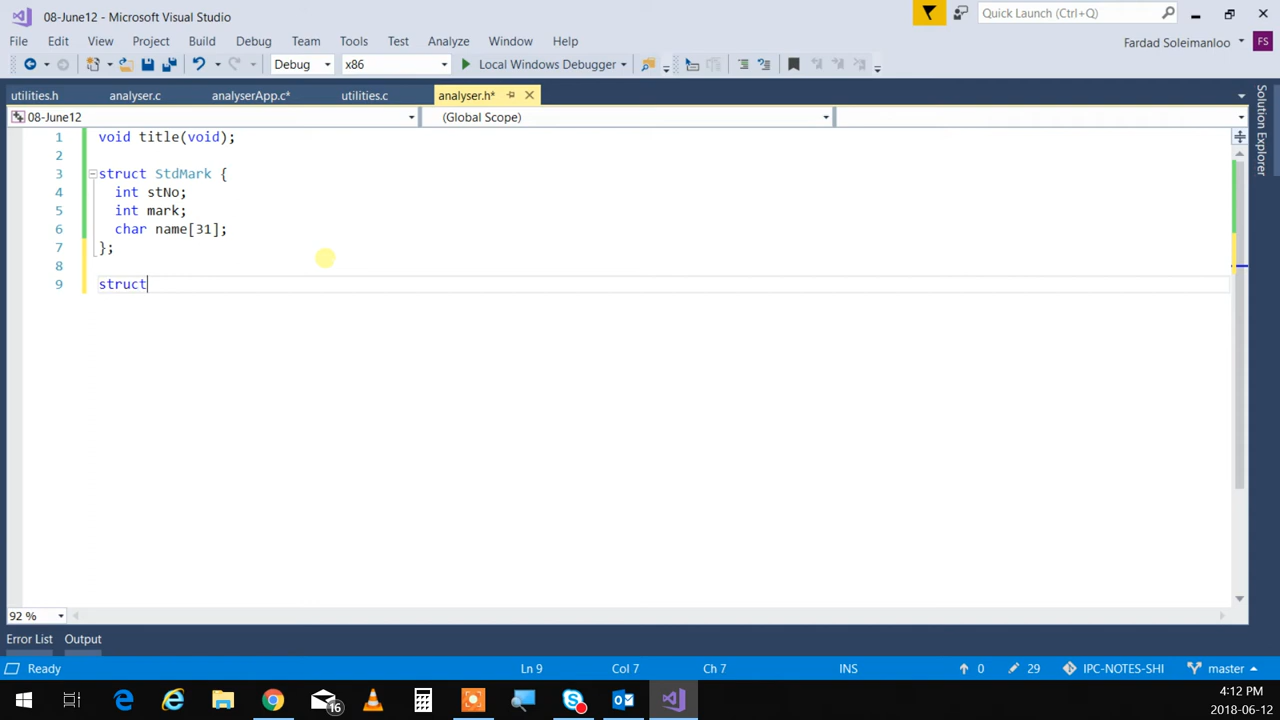 08-June12 - Microsoft Visual Studio
Quick Launch (Ctrl+Q)
File Edit View Project Build Debug Team Tools Test Analyze Window Help
Fardad Soleimanloo FS
Debug x86 Local Windows Debugger
utilities.h analyser.c analyserApp.c* utilities.c analyser.h*
08-June12 (Global Scope)
1 void title(void);
2
3 struct StdMark {
4 int stNo;
5 int mark;
6 char name[31];
7 };
8
9 struct
Solution Explorer
92 %
Error List Output
Ready Ln 9 Col 7 Ch 7 INS 0 29 IPC-NOTES-SHI master
16
4:12 PM
2018-06-12